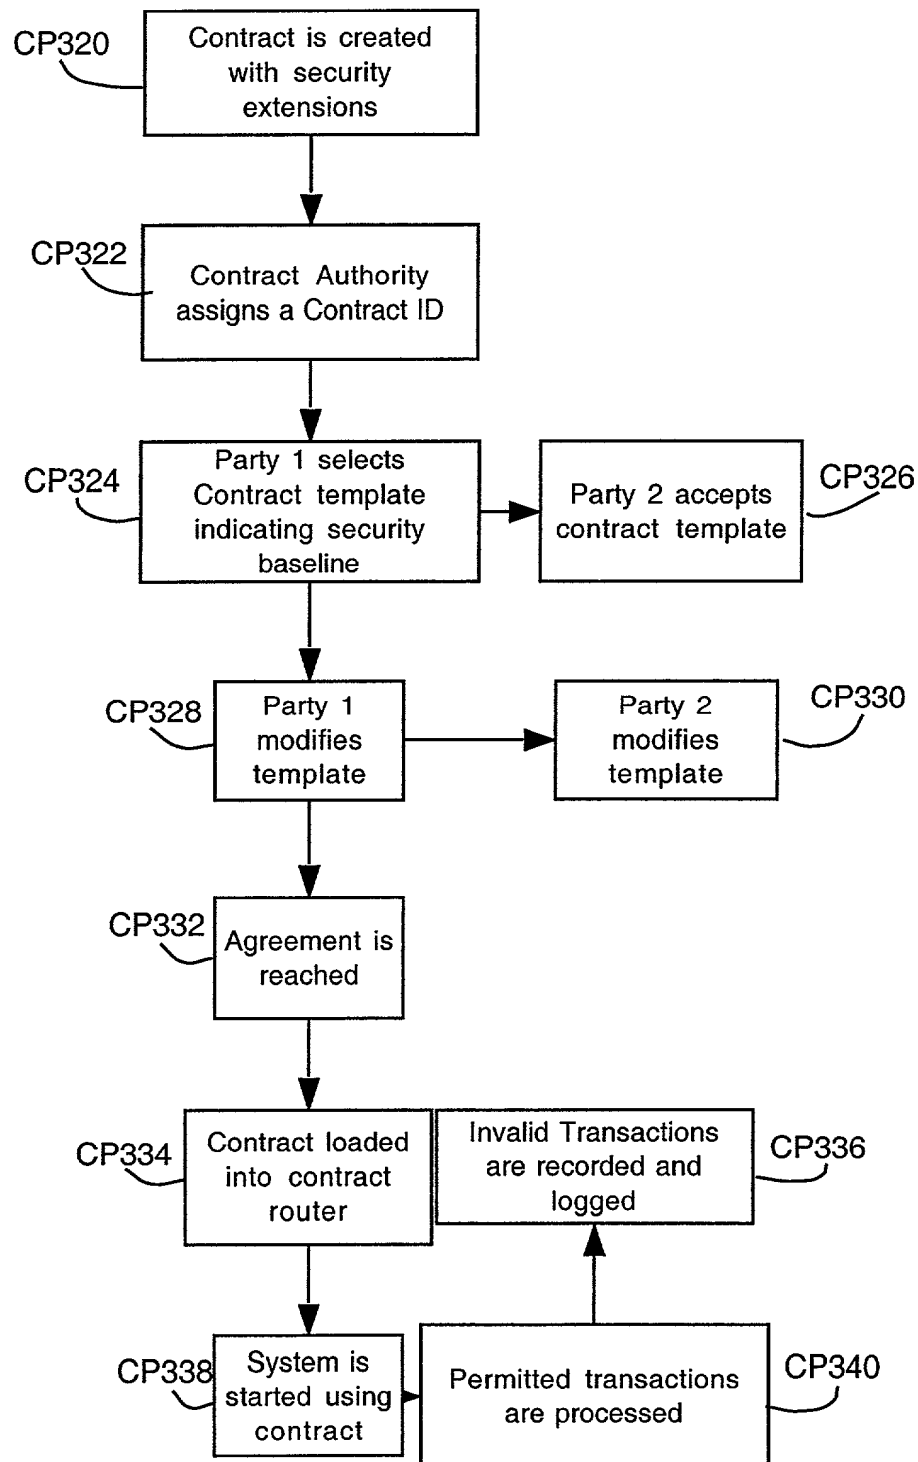 CP320
Contract is created
with security
extensions
CP322
Contract Authority
assigns a Contract ID
CP324
Party 1 selects
Contract template
indicating security
baseline
CP326
Party 2 accepts
contract template
CP328
Party 1
modifies
template
CP330
Party 2
modifies
template
CP332
Agreement is
reached
CP334
Contract loaded
into contract
router
CP336
Invalid Transactions
are recorded and
logged
CP338
System is
started using
contract
CP340
Permitted transactions
are processed